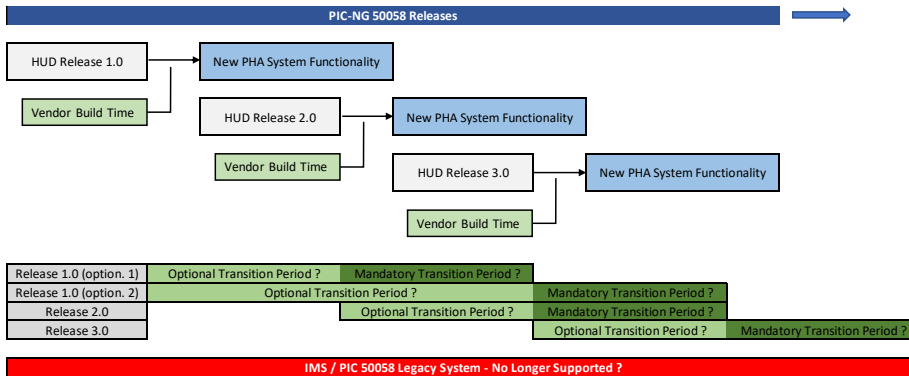 PIC-NG 50058 Releases
HUD Release 1.0
New PHA System Functionality
Vendor Build Time
HUD Release 2.0
New PHA System Functionality
Vendor Build Time
HUD Release 3.0
New PHA System Functionality
Vendor Build Time
Release 1.0 (option. 1) Optional Transition Period ? Mandatory Transition Period ?
Release 1.0 (option. 2) Optional Transition Period ? Mandatory Transition Period ?
Release 2.0 Optional Transition Period ? Mandatory Transition Period ?
Release 3.0 Optional Transition Period ? Mandatory Transition Period ?
IMS / PIC 50058 Legacy System - No Longer Supported ?